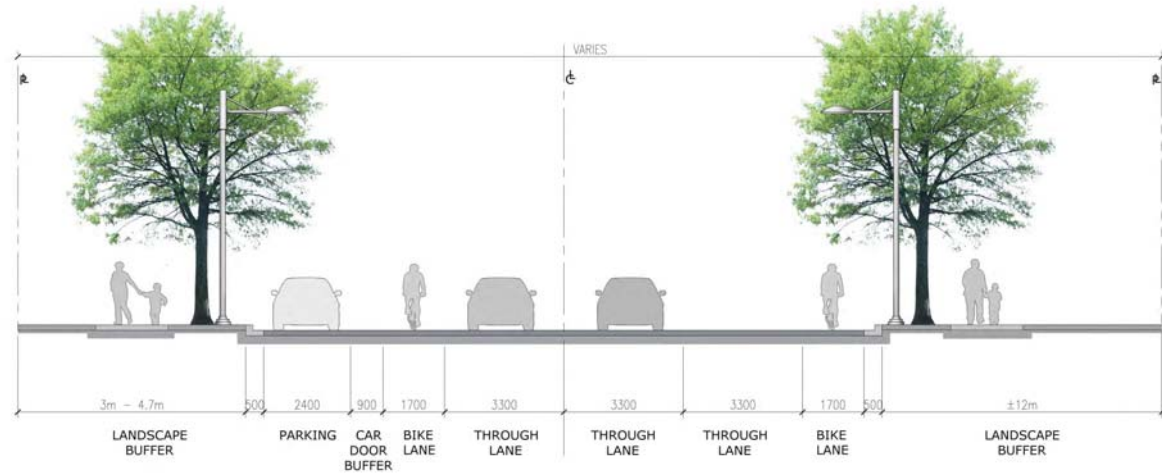 VARIES
℄
3m - 4.7m
500
2400
900
1700
3300
3300
3300
1700
500
±12m
LANDSCAPE
BUFFER
PARKING
CAR
DOOR
BUFFER
BIKE
LANE
THROUGH
LANE
THROUGH
LANE
THROUGH
LANE
BIKE
LANE
LANDSCAPE
BUFFER